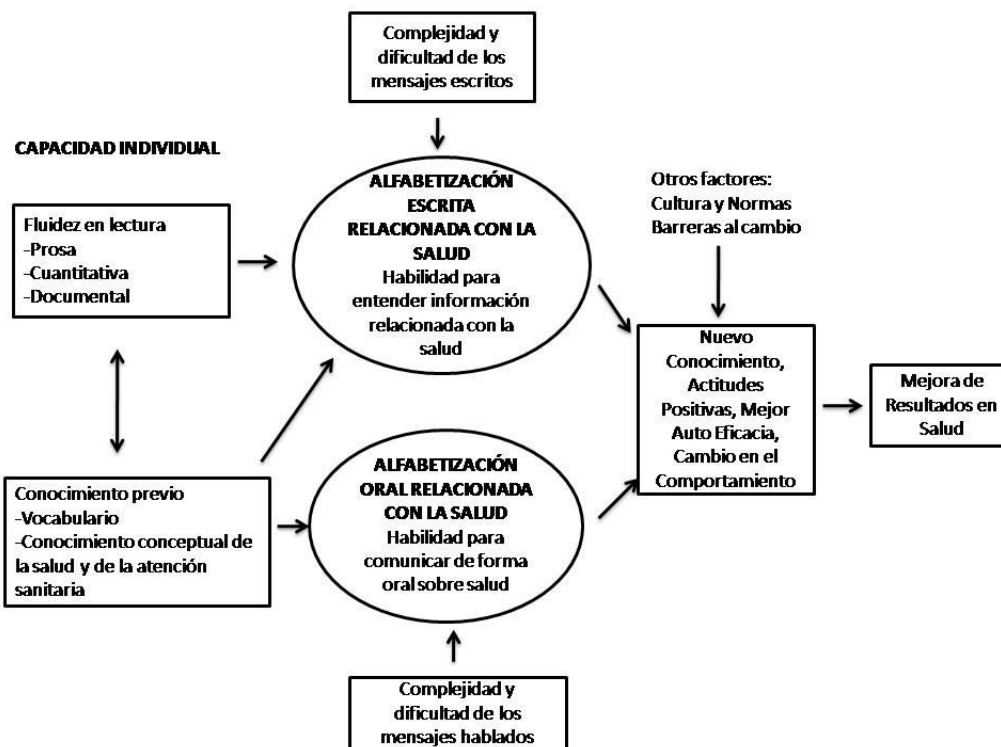 Complejidad y
dificultad de los
mensajes escritos
CAPACIDAD INDIVIDUAL
Fluidez en lectura
-Prosa
-Cuantitativa
-Documental
ALFABETIZACIÓN
ESCRITA
RELACIONADA CON LA
SALUD
Habilidad para
entender información
relacionada con la
salud
Otros factores:
Cultura y Normas
Barreras al cambio
Nuevo
Conocimiento,
Actitudes
Positivas, Mejor
Auto Eficacia,
Cambio en el
Comportamiento
Mejora de
Resultados en
Salud
Conocimiento previo
-Vocabulario
-Conocimiento conceptual de
la salud y de la atención
sanitaria
ALFABETIZACIÓN
ORAL RELACIONADA
CON LA SALUD
Habilidad para
comunicar de forma
oral sobre salud
Complejidad y
dificultad de los
mensajes hablados